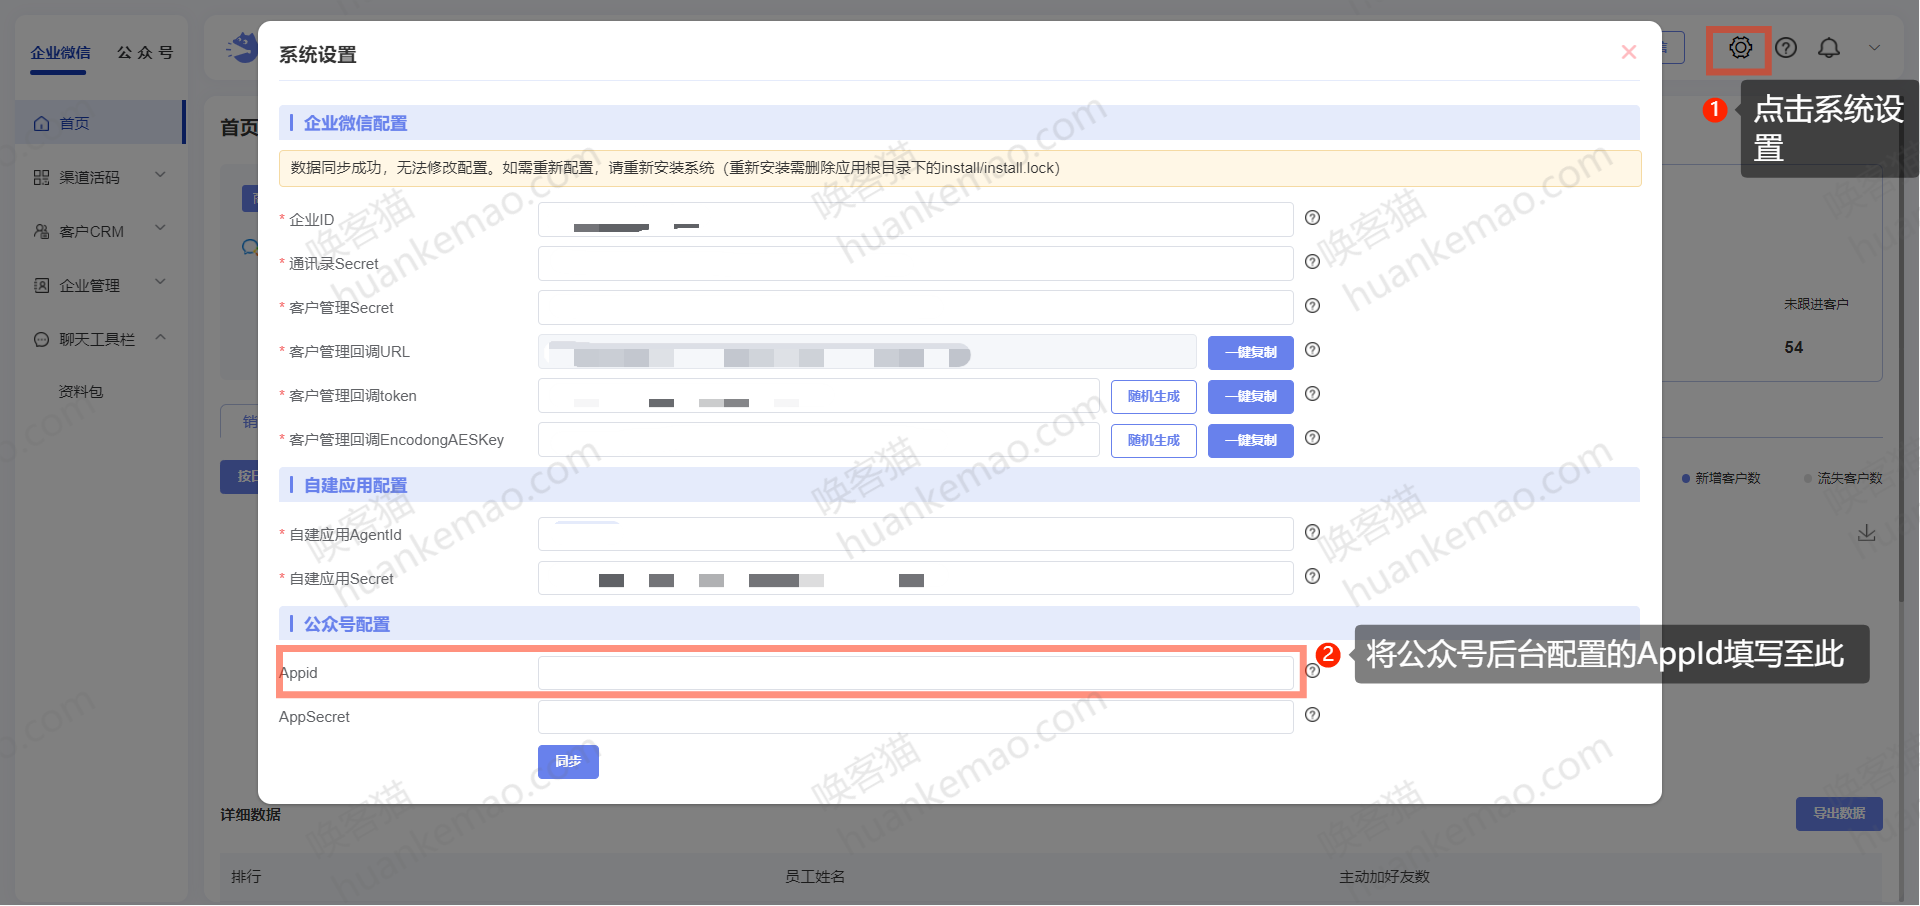 企业微信 公众号
首页
渠道活码
客户CRM
企业管理
聊天工具栏
资料包
首页
系统设置
企业微信配置
数据同步成功，无法修改配置。如需重新配置，请重新安装系统（重新安装需删除应用根目录下的install/install.lock）
* 企业ID
* 通讯录Secret
* 客户管理Secret
* 客户管理回调URL 一键复制
* 客户管理回调token 随机生成 一键复制
* 客户管理回调EncodongAESKey 随机生成 一键复制
自建应用配置
* 自建应用AgentId
* 自建应用Secret
公众号配置
Appid
AppSecret
同步
1 点击系统设
置
2 将公众号后台配置的AppId填写至此
未跟进客户
54
销
按日
新增客户数 流失客户数
详细数据 导出数据
排行 员工姓名 主动加好友数
唤客猫
huankemao.com